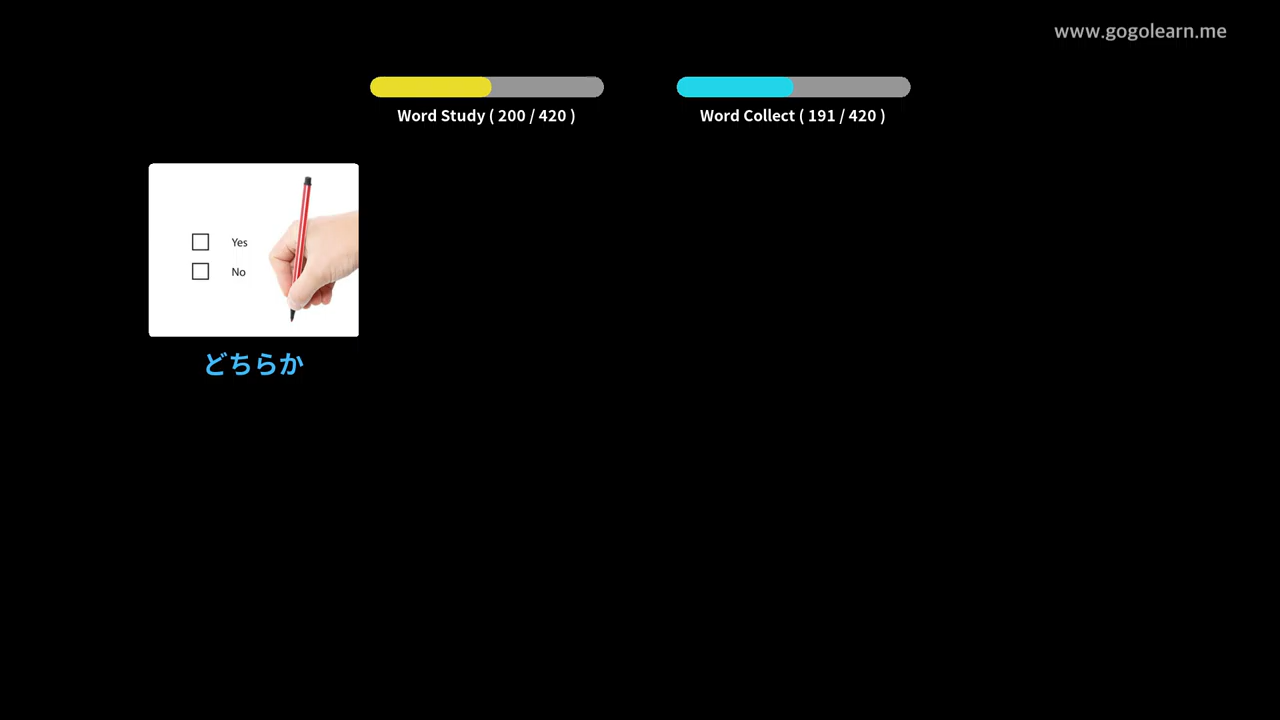 www.gogolearn.me
Word Study ( 200 / 420 )
Word Collect ( 191 / 420 )
Yes
No
どちらか